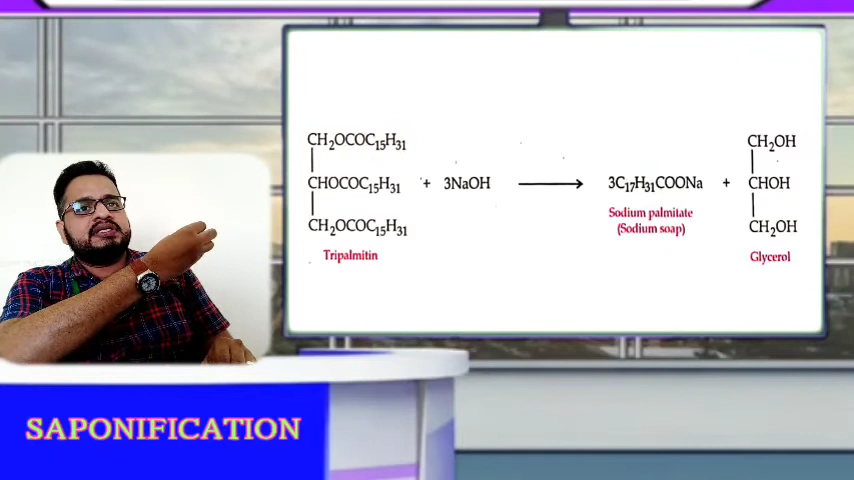 CH₂OCOC₁₅H₃₁
CHOCOC₁₅H₃₁ + 3NaOH ⟶ 3C₁₇H₃₁COONa + CHOH
CH₂OCOC₁₅H₃₁
CH₂OH
CH₂OH
Tripalmitin
Sodium palmitate
(Sodium soap)
Glycerol
SAPONIFICATION